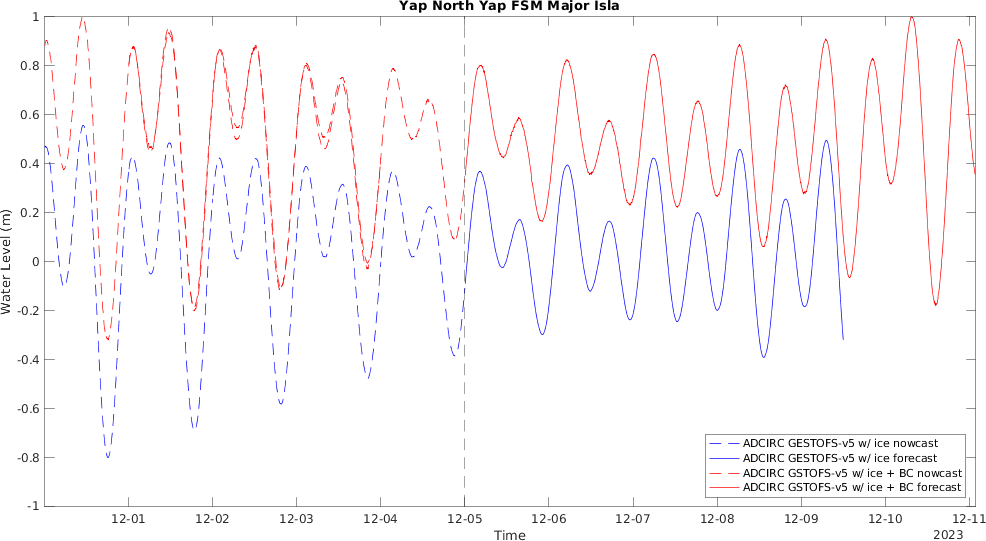 Yap North Yap FSM Major Isla
1
0.8
0.6
0.4
0.2
0
-0.2
-0.4
-0.6
-0.8
-1
Water Level (m)
12-01 12-02 12-03 12-04 12-05 12-06 12-07 12-08 12-09 12-10 12-11
Time
2023
ADCIRC GESTOFS-v5 w/ ice nowcast
ADCIRC GESTOFS-v5 w/ ice forecast
ADCIRC GSTOFS-v5 w/ ice + BC nowcast
ADCIRC GSTOFS-v5 w/ ice + BC forecast